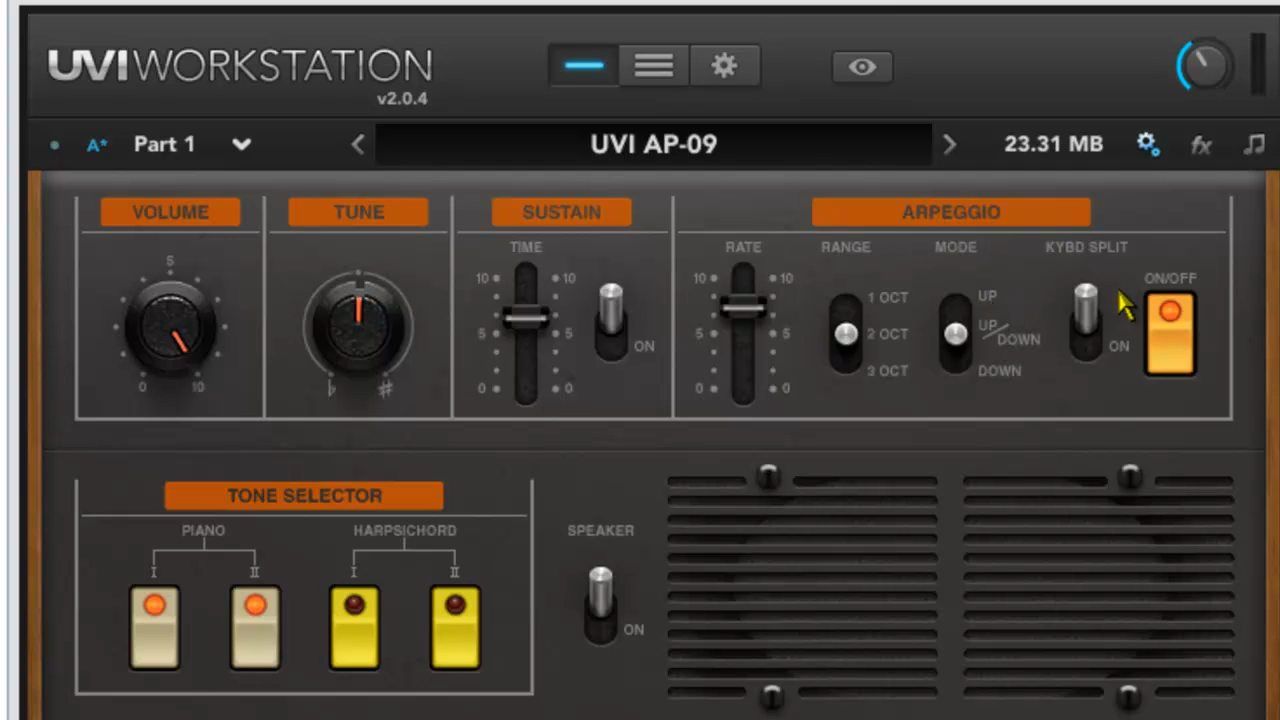 UVIWORKSTATION
v2.0.4
A* Part 1 UVI AP-09 23.31 MB fx
VOLUME TUNE SUSTAIN ARPEGGIO
TIME RATE RANGE MODE KYBD SPLIT
5 10 10 10 10 ON/OFF
1 OCT UP
5 5 5 5 2 OCT UP/DOWN
ON ON
3 OCT DOWN
0 10 ♭ ♯ 0 0 0 0
TONE SELECTOR
PIANO HARPSICHORD SPEAKER
I II I II
ON